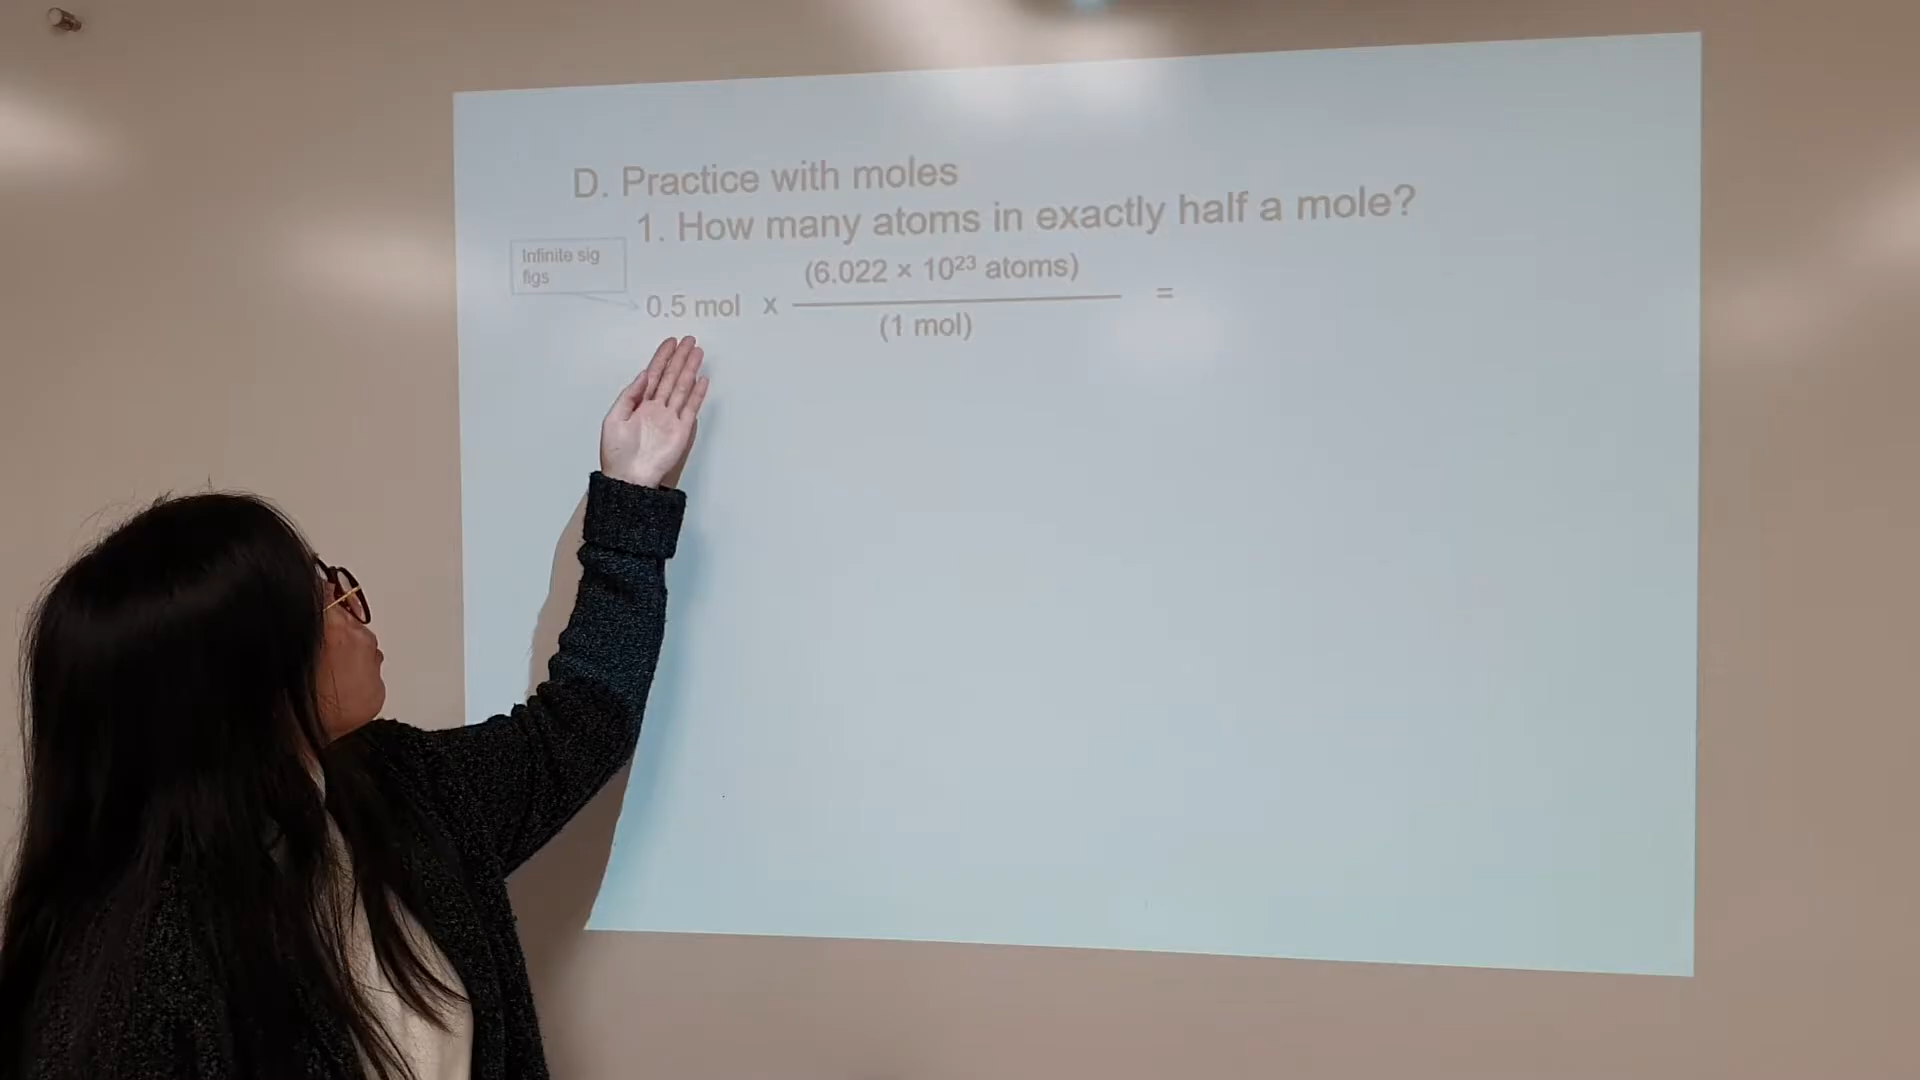 D. Practice with moles
1. How many atoms in exactly half a mole?
Infinite sig
figs
(6.022 × 10²³ atoms)
0.5 mol x =
(1 mol)